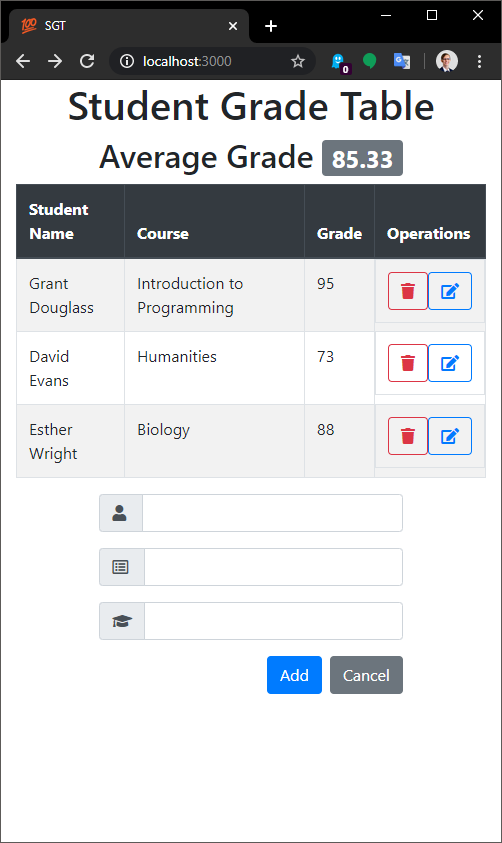 SGT
localhost:3000
0
Student Grade Table
Average Grade 85.33
Student Name Course Grade Operations
Grant Douglass Introduction to Programming 95
David Evans Humanities 73
Esther Wright Biology 88
Add Cancel